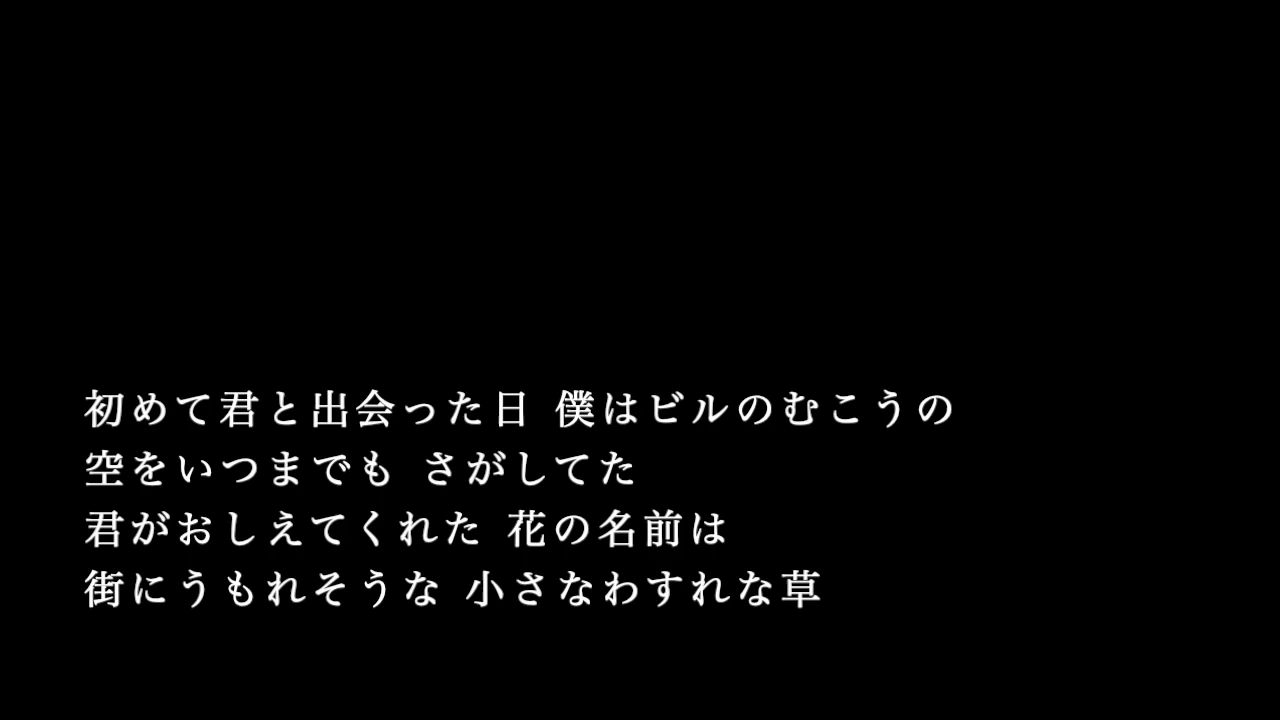 初めて君と出会った日 僕はビルのむこうの
空をいつまでも さがしてた
君がおしえてくれた 花の名前は
街にうもれそうな 小さなわすれな草